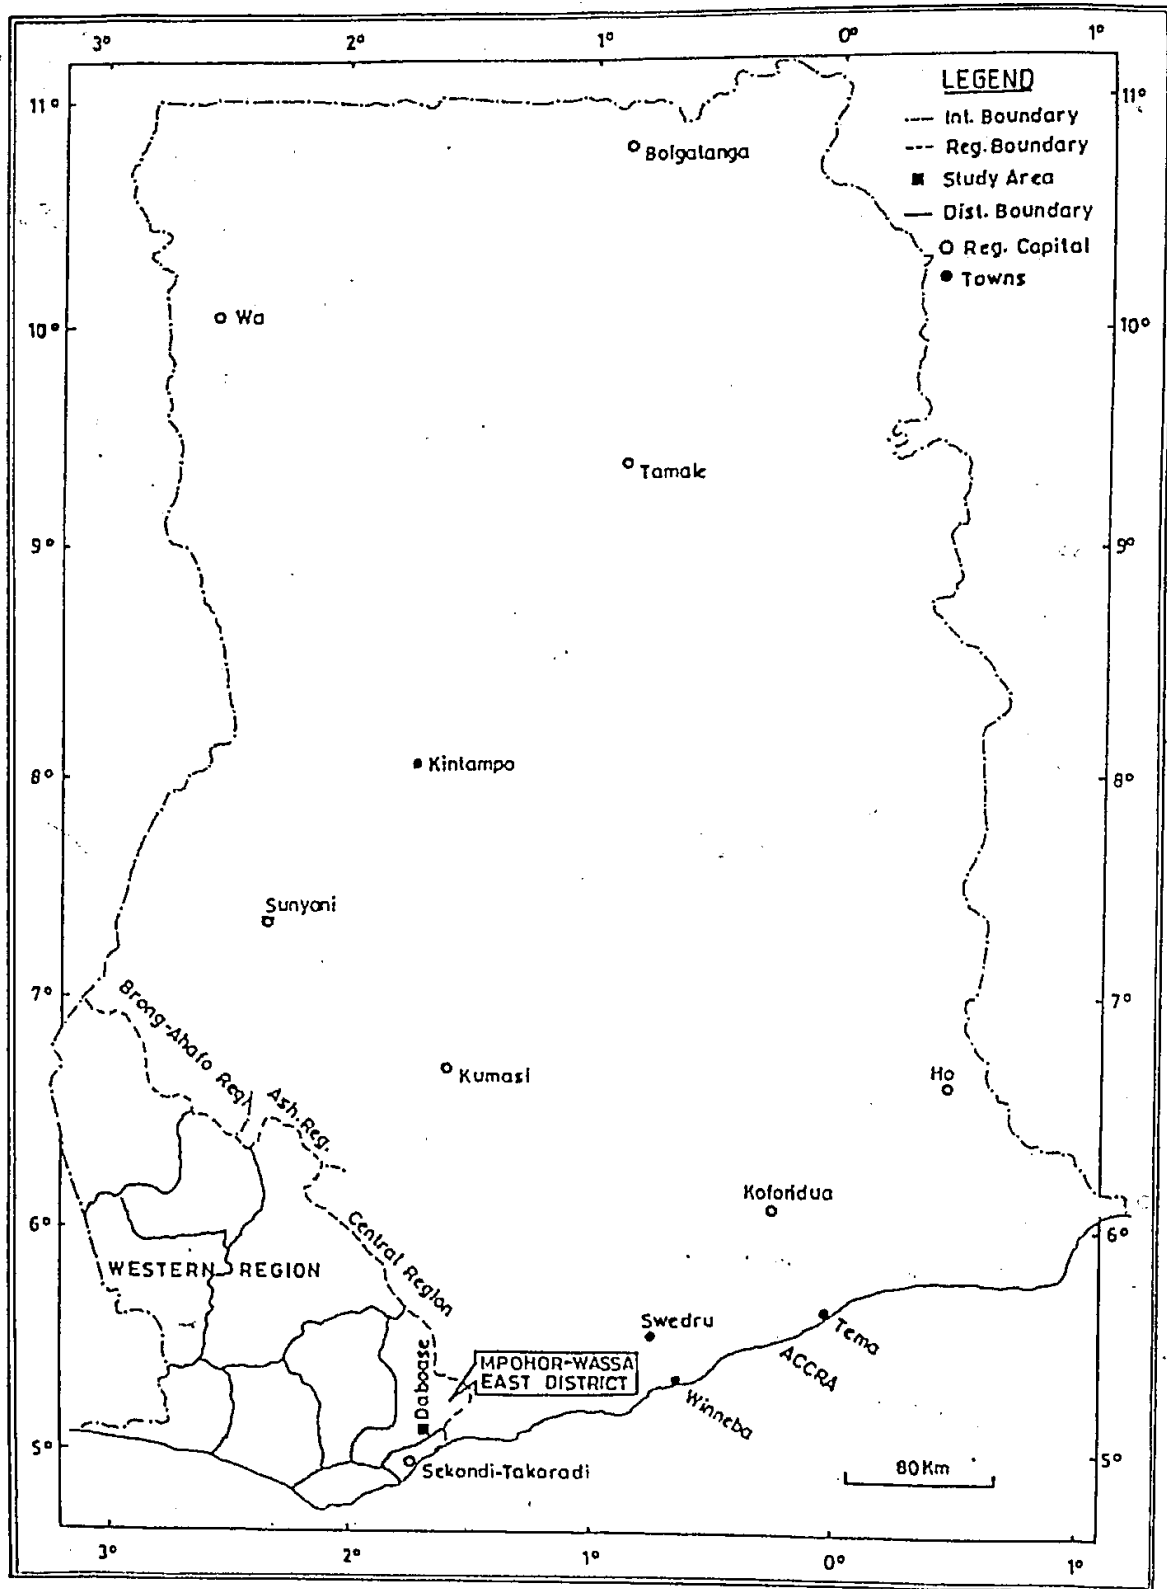 3° 2° 1° 0° 1°
LEGEND
Int. Boundary
Reg. Boundary
Study Area
Dist. Boundary
Reg. Capital
Towns
11° 11°
Bolgatanga
Wa
10° 10°
Tamale
9° 9°
Kintampo
8° 8°
Sunyani
7° 7°
Brong-Ahafo Reg.
Ash. Reg.
Kumasi
Ho
Koforidua
6° 6°
Central Region
WESTERN REGION
Swedru
Tema
ACCRA
Winneba
MPOHOR-WASSA
EAST DISTRICT
Daboase
5° 5°
Sekondi-Takoradi
80 Km
3° 2° 1° 0° 1°